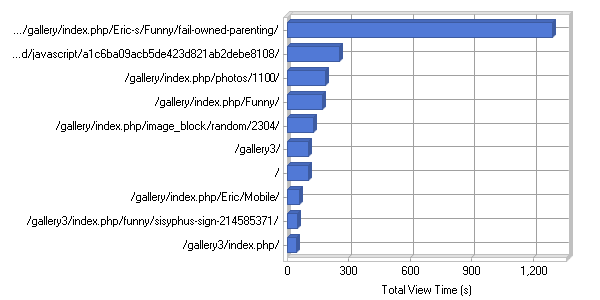 .../gallery/index.php/Eric-s/Funny/fail-owned-parenting/
...d/javascript/a1c6ba09acb5de423d821ab2debe8108/
/gallery/index.php/photos/1100/
/gallery/index.php/Funny/
/gallery/index.php/image_block/random/2304/
/gallery3/
/
/gallery/index.php/Eric/Mobile/
/gallery3/index.php/funny/sisyphus-sign-214585371/
/gallery3/index.php/
0 300 600 900 1,200
Total View Time (s)